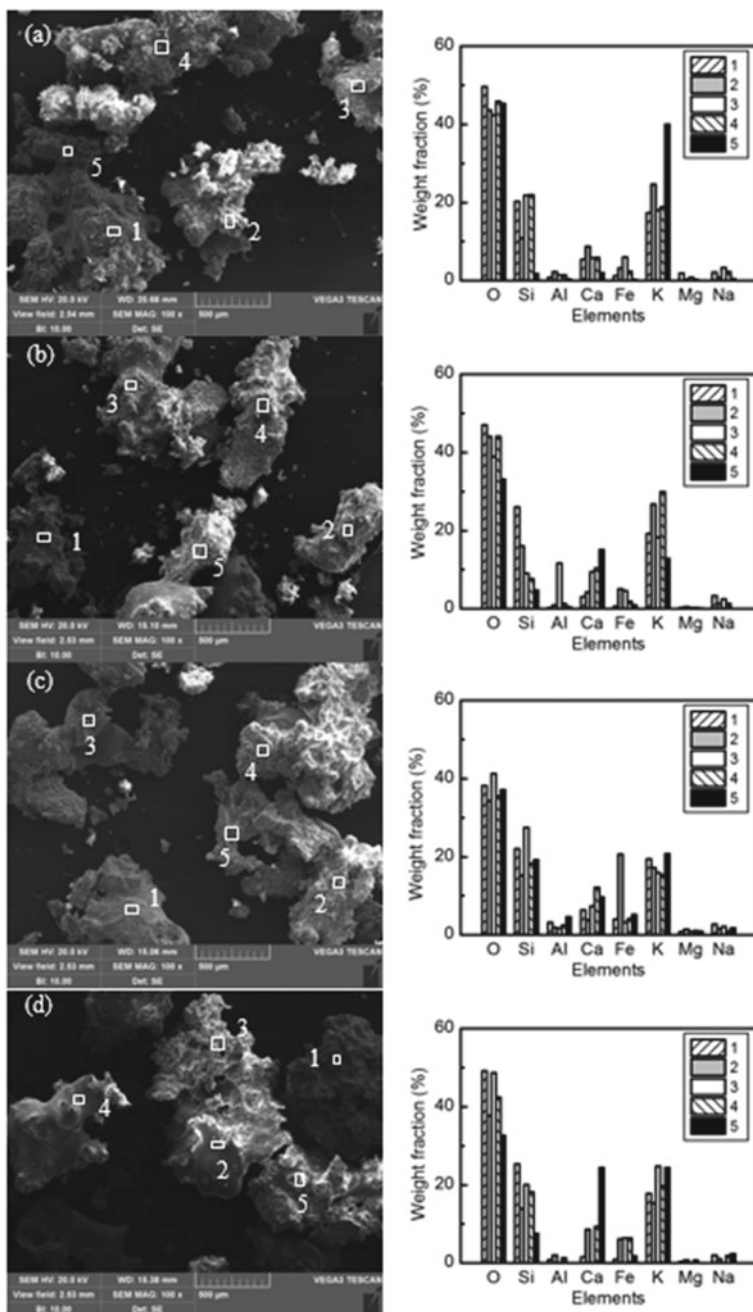 (a)
4
3
5
1
2
SEM HV: 20.0 kV WD: 20.68 mm VEGA3 TESCAN
View field: 2.54 mm SEM MAG: 100 x 500 µm
BI: 10.00 Det: SE
60
40
20
0
Weight fraction (%)
1
2
3
4
5
O Si Al Ca Fe K Mg Na
Elements
(b)
3
4
1
5
2
SEM HV: 20.0 kV WD: 15.10 mm VEGA3 TESCAN
View field: 2.53 mm SEM MAG: 100 x 500 µm
BI: 10.00 Det: SE
60
40
20
0
Weight fraction (%)
1
2
3
4
5
O Si Al Ca Fe K Mg Na
Elements
(c)
3
4
5
1
2
SEM HV: 20.0 kV WD: 15.06 mm VEGA3 TESCAN
View field: 2.53 mm SEM MAG: 100 x 500 µm
BI: 10.00 Det: SE
60
40
20
0
Weight fraction (%)
1
2
3
4
5
O Si Al Ca Fe K Mg Na
Elements
(d)
3
1
4
2
5
SEM HV: 20.0 kV WD: 15.38 mm VEGA3 TESCAN
View field: 2.53 mm SEM MAG: 100 x 500 µm
BI: 10.00 Det: SE
60
40
20
0
Weight fraction (%)
1
2
3
4
5
O Si Al Ca Fe K Mg Na
Elements